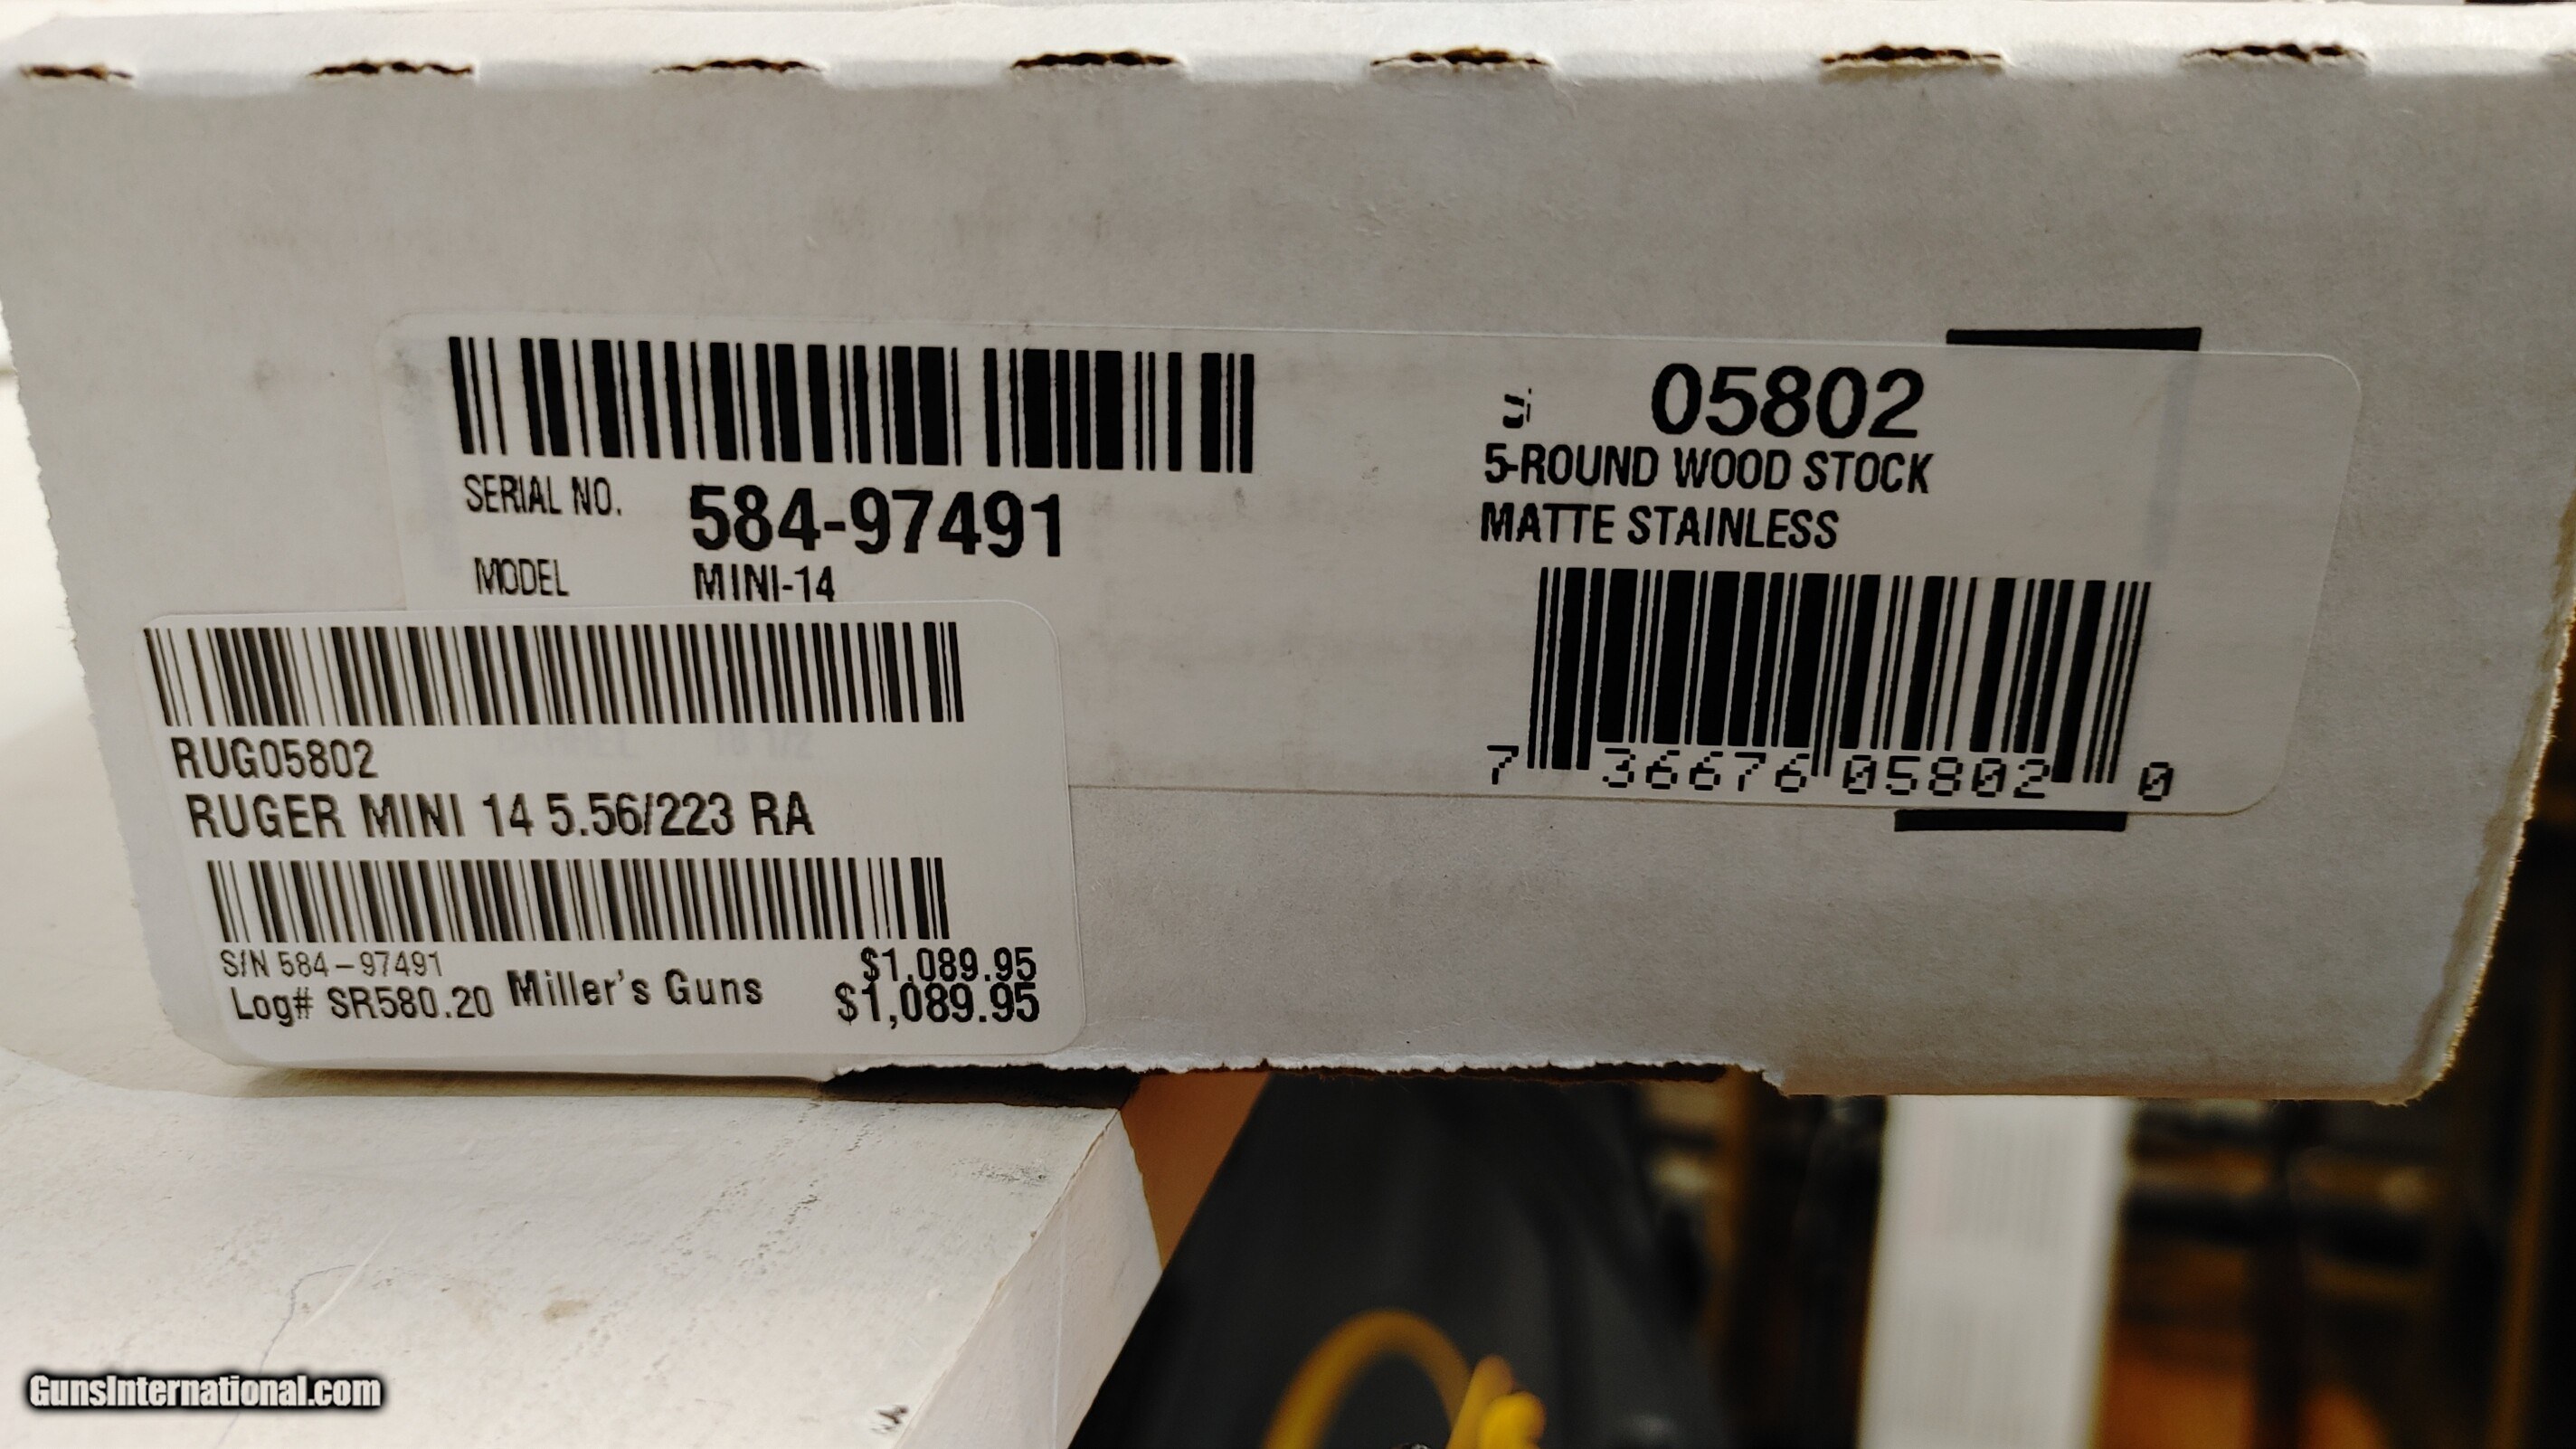 SERIAL NO. 584-97491
MODEL MINI-14
05802
5-ROUND WOOD STOCK
MATTE STAINLESS
7 36676 05802 0
RUG05802
RUGER MINI 14 5.56/223 RA
S/N 584-97491 $1,089.95
Log# SR580.20 Miller's Guns $1,089.95
GunsInternational.com